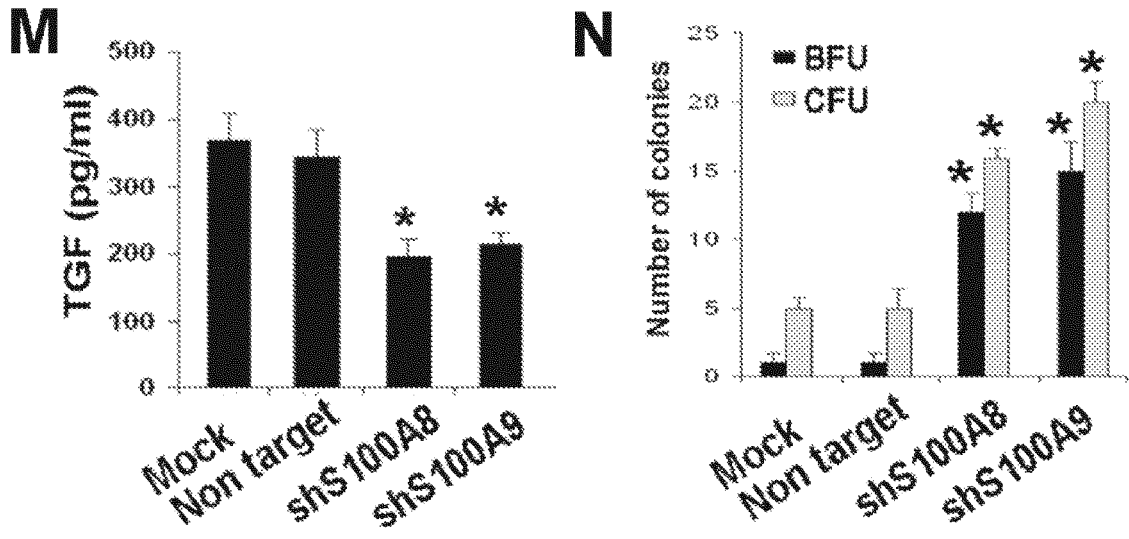 M
TGF (pg/ml)
500
400
300
200
100
0
*
*
Mock
Non target
shS100A8
shS100A9
N
Number of colonies
25
20
15
10
5
0
BFU
CFU
*
*
*
*
Mock
Non target
shS100A8
shS100A9